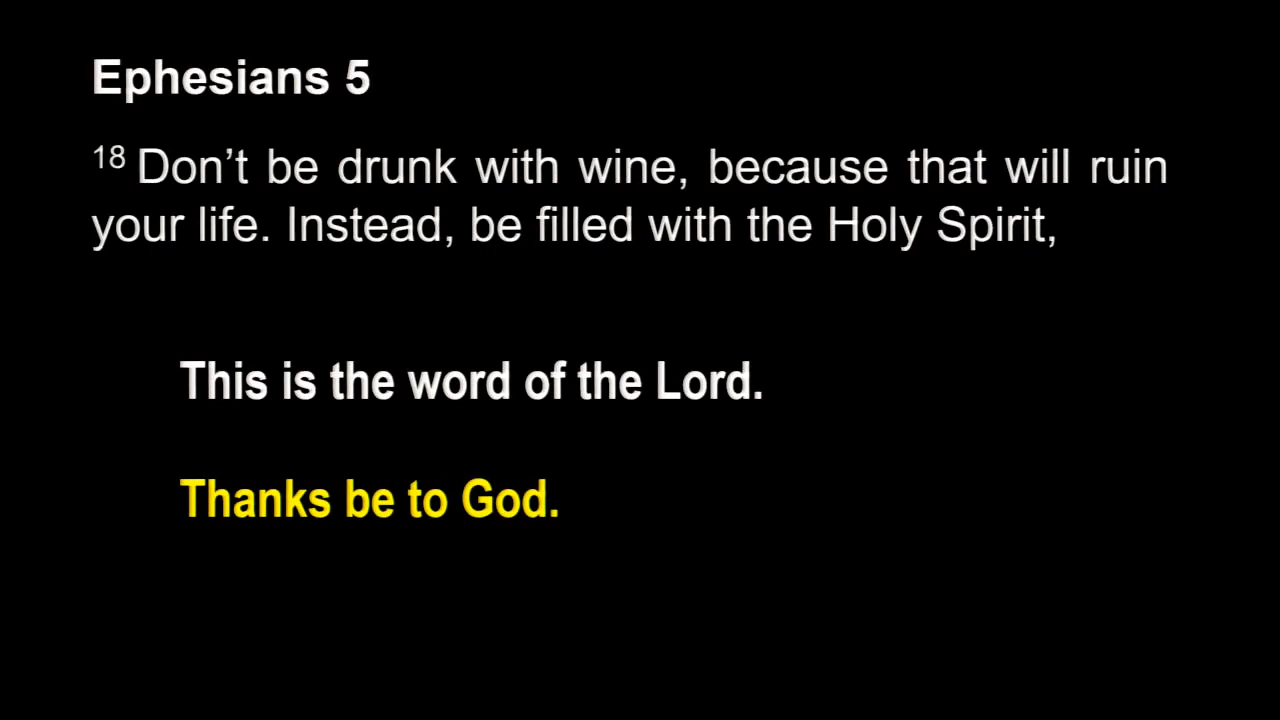 Ephesians 5
18 Don’t be drunk with wine, because that will ruin
your life. Instead, be filled with the Holy Spirit,
This is the word of the Lord.
Thanks be to God.